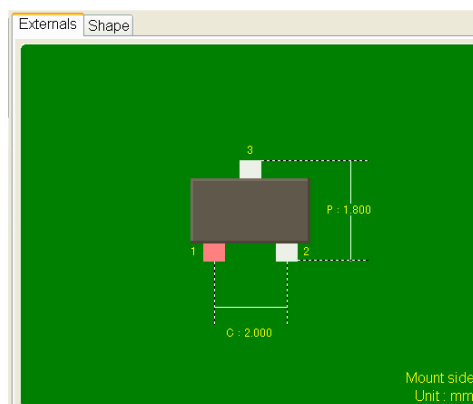 Externals Shape
3
P : 1.800
1 2
C : 2.000
Mount side
Unit : mm